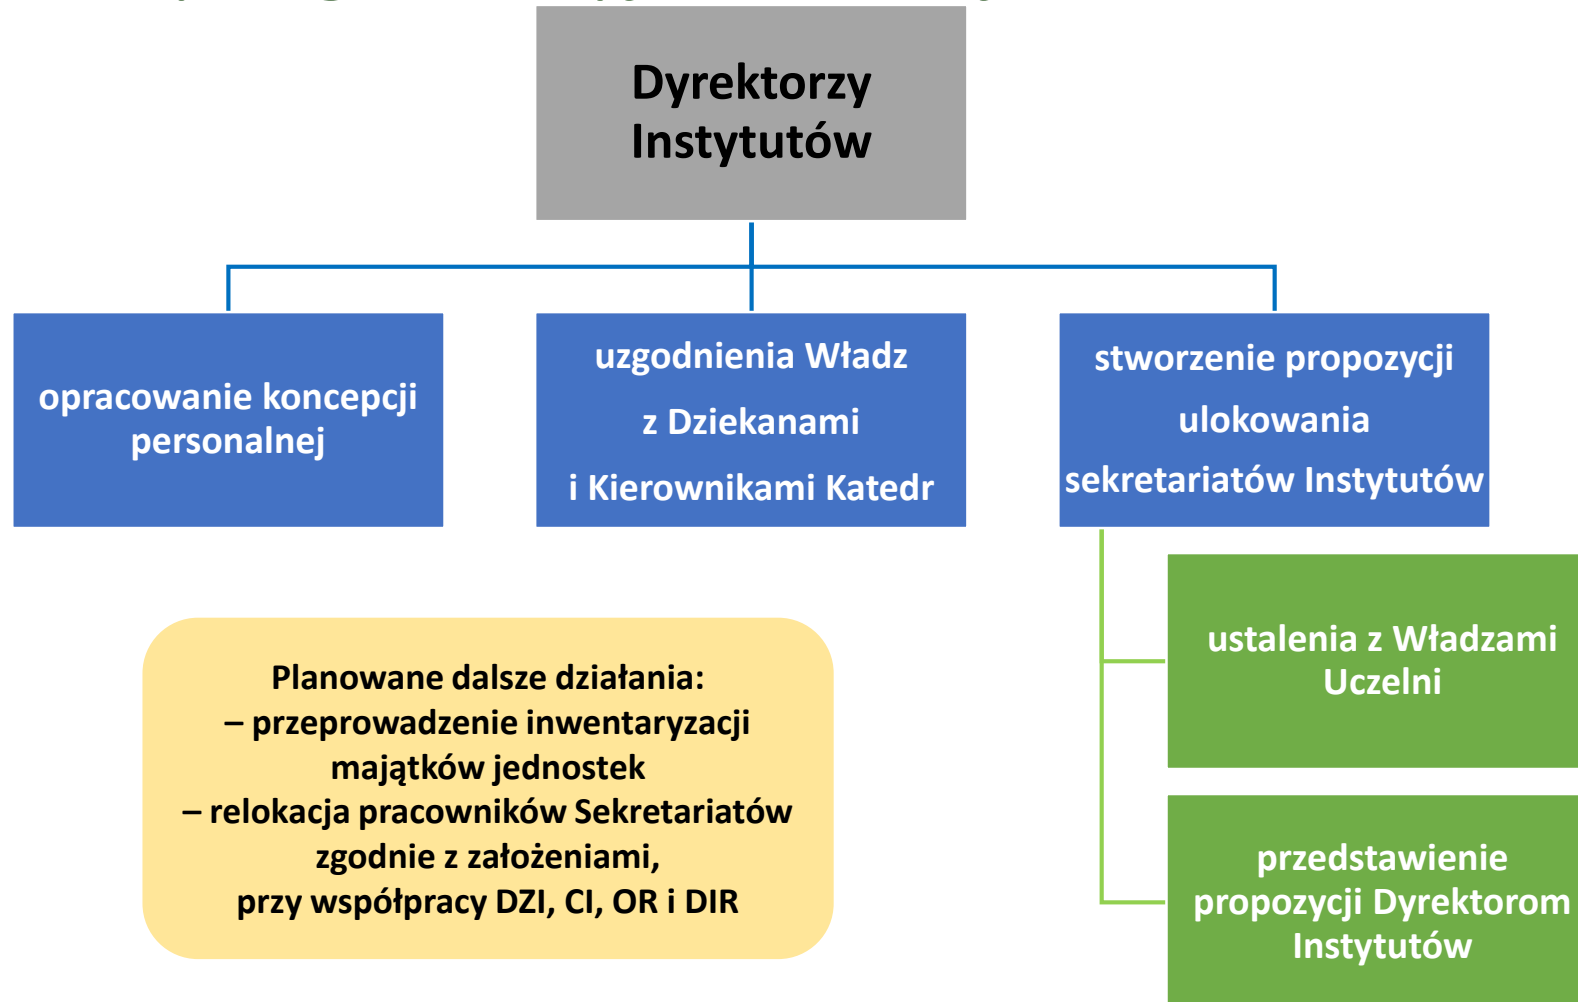 Dyrektorzy
Instytutów
opracowanie koncepcji
personalnej
uzgodnienia Władz
z Dziekanami
i Kierownikami Katedr
stworzenie propozycji
ulokowania
sekretariatów Instytutów
ustalenia z Władzami
Uczelni
przedstawienie
propozycji Dyrektorom
Instytutów
Planowane dalsze działania:
– przeprowadzenie inwentaryzacji
majątków jednostek
– relokacja pracowników Sekretariatów
zgodnie z założeniami,
przy współpracy DZI, CI, OR i DIR